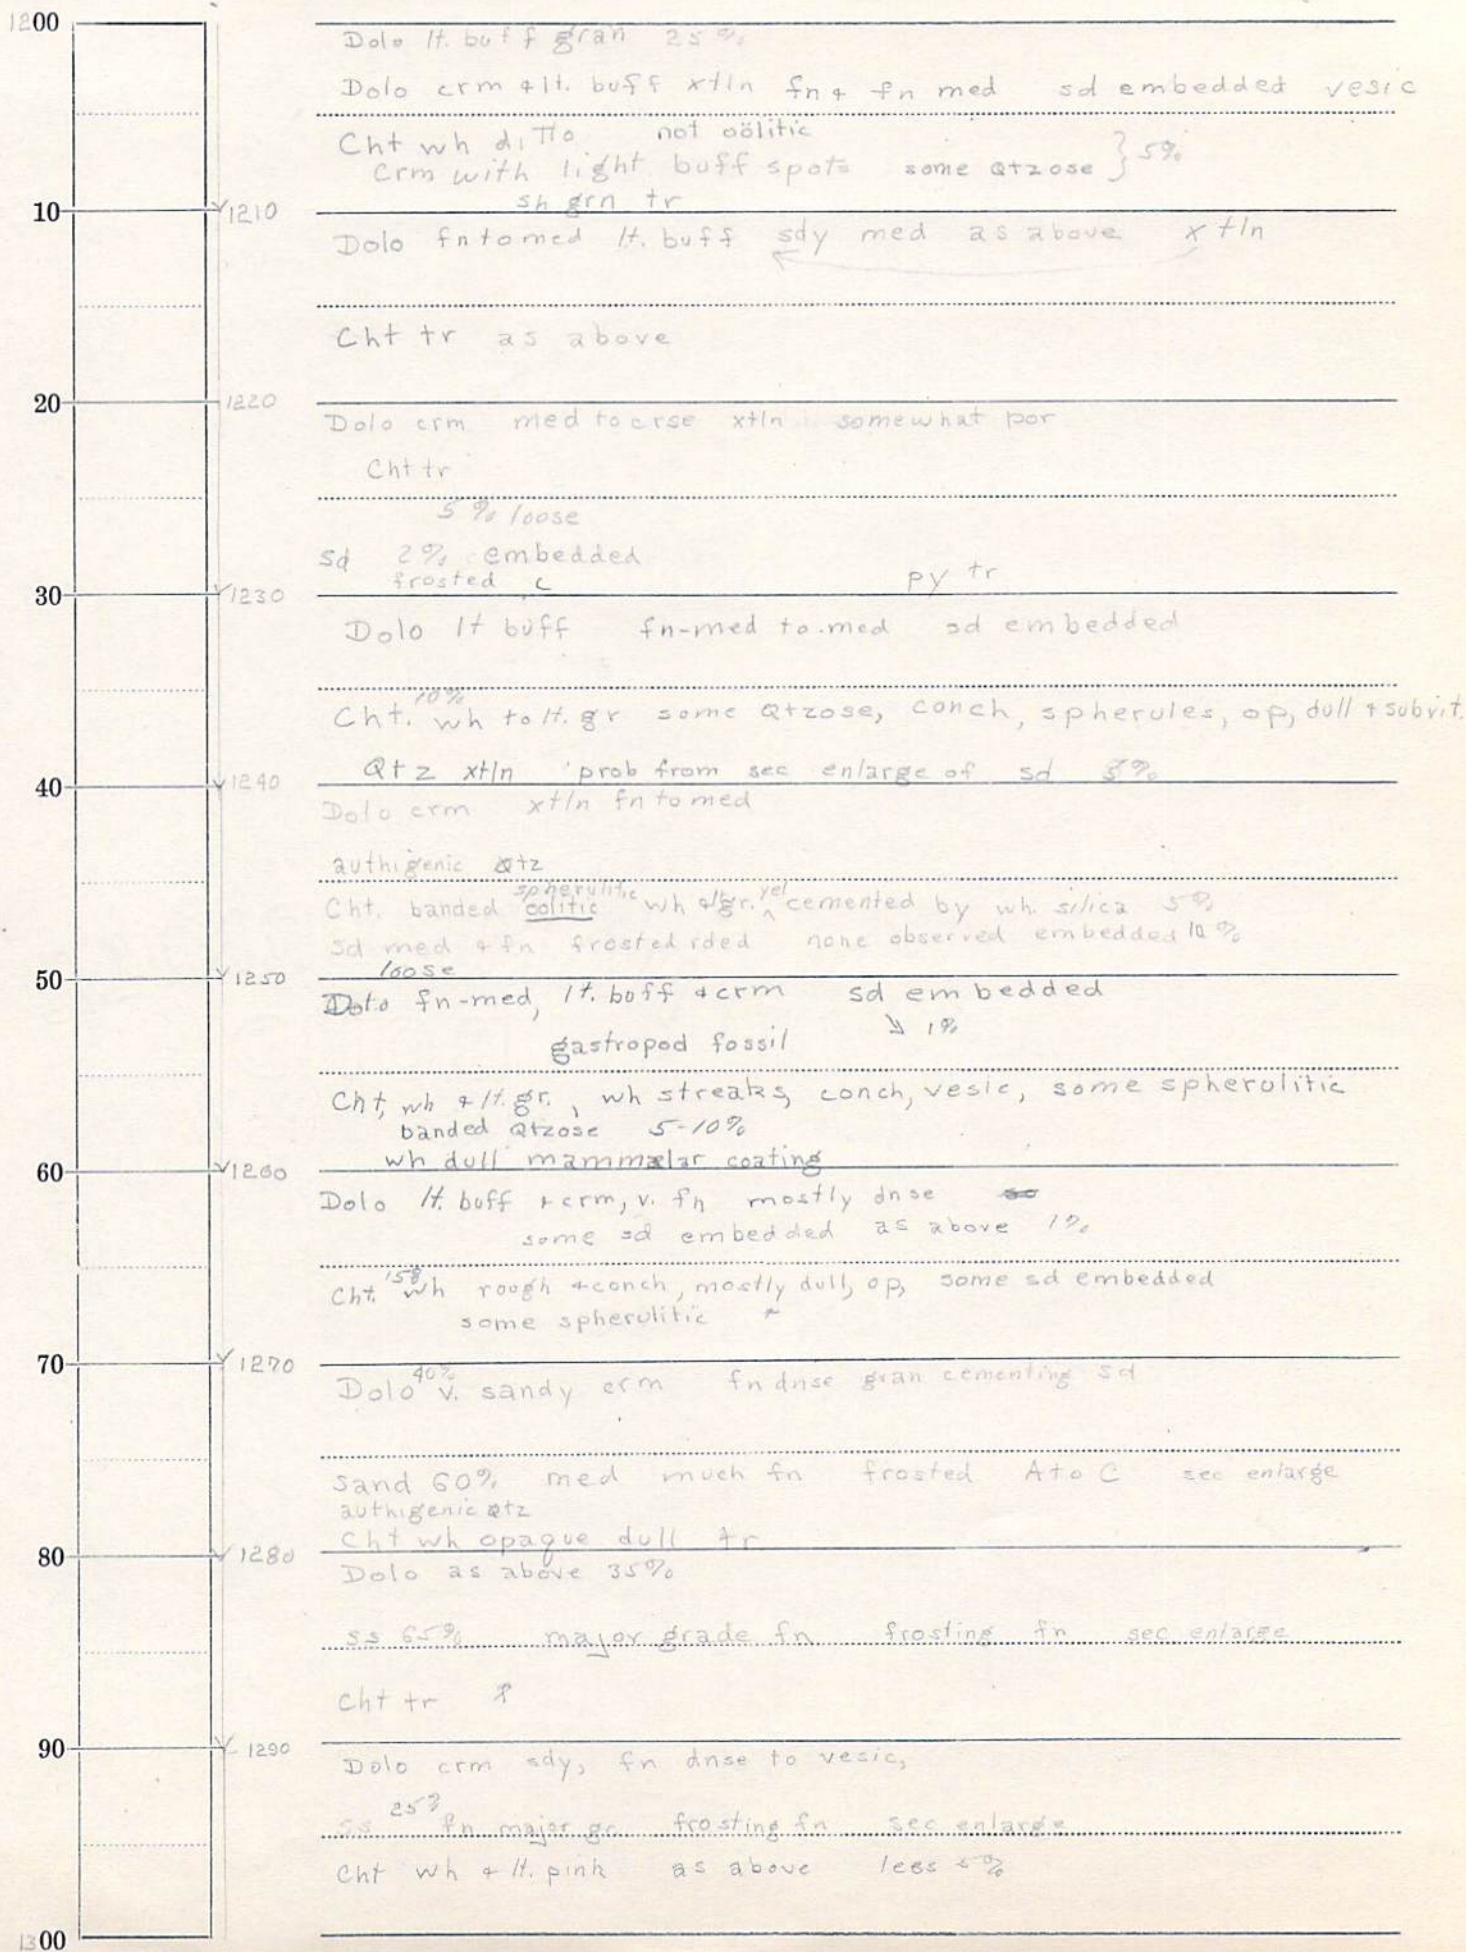 1200
Dolo lt. buff gran 25%
Dolo crm & lt. buff xtln fn & fn med sd embedded vesic
Cht wh ditto not oölitic
Crm with light buff spots some Qtzose } 5%
sh grn tr
10 1210
Dolo fn to med lt. buff sdy med as above xtln
Cht tr as above
20 1220
Dolo crm med to crse xtln somewhat por
Cht tr
5% loose
sd 2% embedded
frosted c py tr
30 1230
Dolo lt buff fn-med to med sd embedded
10%
Cht. wh to lt. gr some Qtzose, conch, spherules, op, dull & subvit.
Qtz xtln prob from sec enlarge of sd %
40 1240
Dolo crm xtln fn to med
authigenic Qtz
spherulitic yel
Cht. banded oolitic wh & gr. ^ cemented by wh. silica 5%
sd med & fn frosted rded none observed embedded 10%
loose
50 1250
Dolo fn-med, lt. buff & crm sd embedded
gastropod fossil 1%
Cht, wh & lt. gr., wh streaks, conch, vesic, some spherulitic
banded Qtzose 5-10%
wh dull mammalar coating
60 1260
Dolo lt. buff & crm, v. fn mostly dnse
some sd embedded as above 1%
15%
Cht. wh rough & conch, mostly dull, op, some sd embedded
some spherulitic
70 1270
40%
Dolo v. sandy crm fn dnse gran cementing sd
Sand 60% med much fn frosted A to C sec enlarge
authigenic Qtz
Cht wh opaque dull tr
80 1280
Dolo as above 35%
ss 65% major grade fn frosting fn sec enlarge
Cht tr
90 1290
Dolo crm sdy, fn dnse to vesic,
25%
ss fn major gr frosting fn sec enlarge
Cht wh & lt. pink as above less %
1300